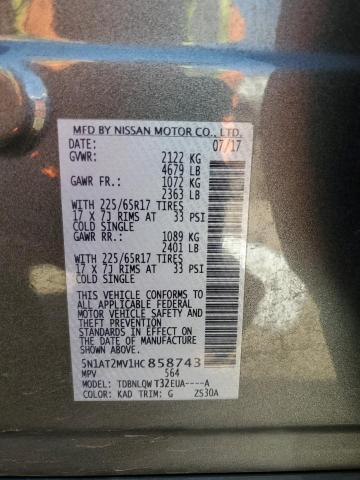 MFD BY NISSAN MOTOR CO., LTD.
DATE: 07/17
GVWR: 2122 KG
4679 LB
GAWR FR.: 1072 KG
2363 LB
WITH 225/65R17 TIRES
17 X 7J RIMS AT 33 PSI
COLD SINGLE
GAWR RR.: 1089 KG
2401 LB
WITH 225/65R17 TIRES
17 X 7J RIMS AT 33 PSI
COLD SINGLE
THIS VEHICLE CONFORMS TO
ALL APPLICABLE FEDERAL
MOTOR VEHICLE SAFETY AND
THEFT PREVENTION
STANDARDS IN EFFECT ON
THE DATE OF MANUFACTURE
SHOWN ABOVE.
5N1AT2MV1HC858743
MPV 564
MODEL: TDBNLQWT32EUA----A
COLOR: KAD TRIM: G ZS30A